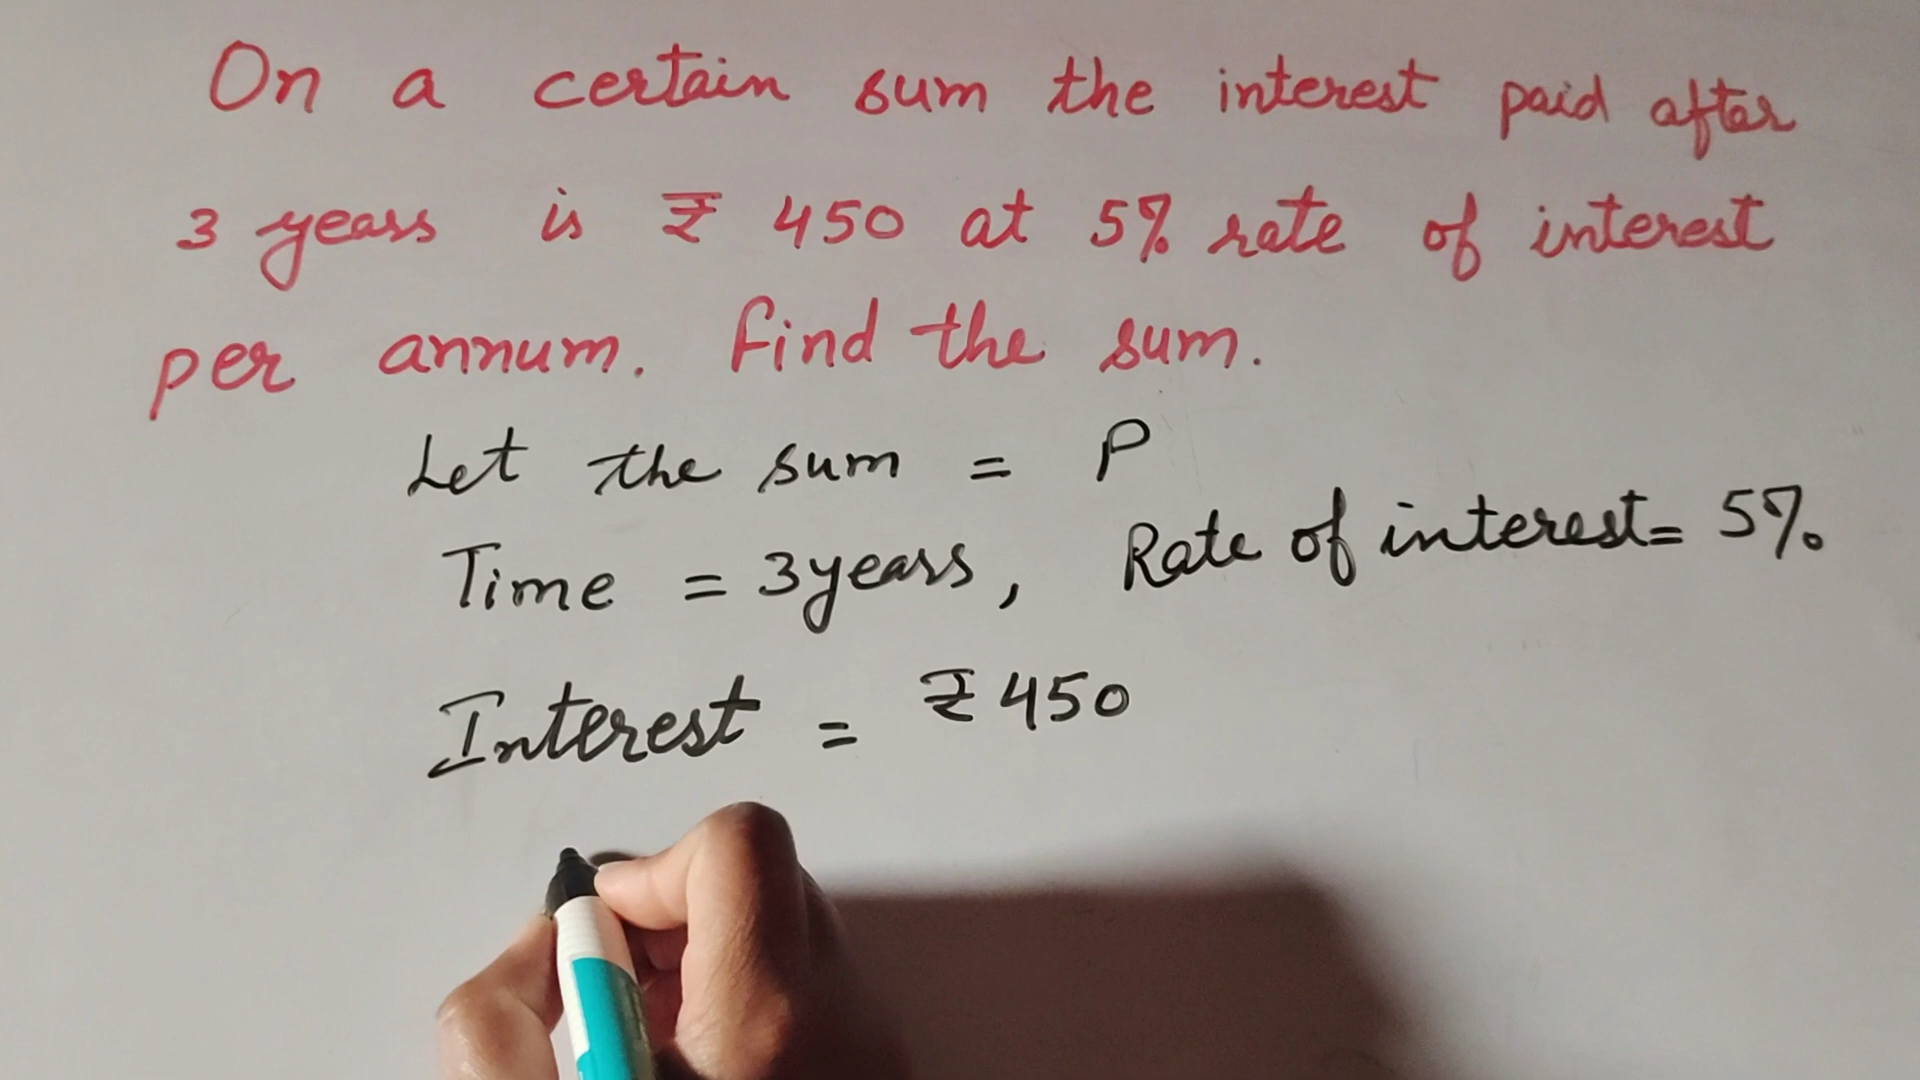 On a certain sum the interest paid after
3 years is ₹ 450 at 5% rate of interest
per annum. Find the sum.
Let the sum = P
Time = 3years, Rate of interest = 5%
Interest = ₹450